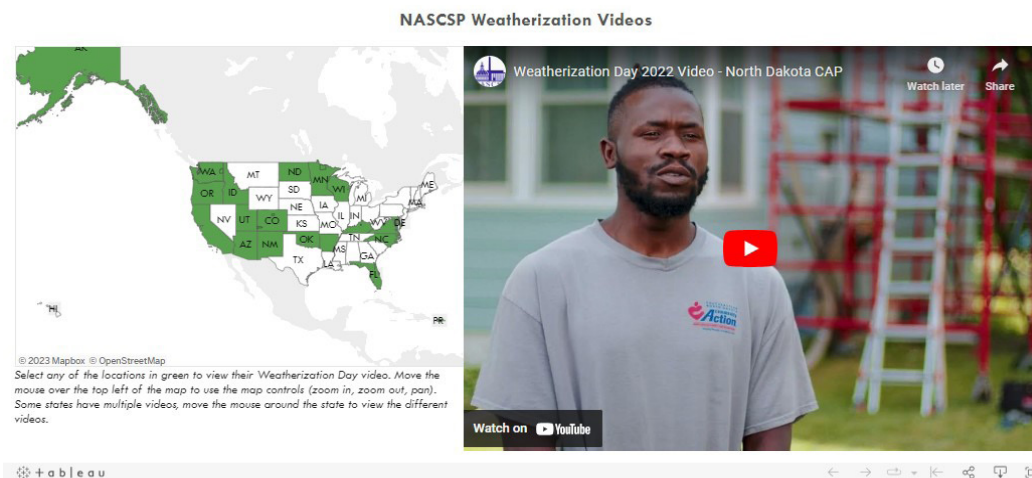 NASCSP Weatherization Videos
AK
WA
MT
ND
MN
OR
ID
SD
WI
WY
MI
ME
NE
IA
MA
NV
UT
CO
IL
IN
KS
MO
WV
DE
AZ
NM
OK
TN
NC
MS
GA
TX
LA
FL
HI
PR
© 2023 Mapbox © OpenStreetMap
Select any of the locations in green to view their Weatherization Day video. Move the
mouse over the top left of the map to use the map controls (zoom in, zoom out, pan).
Some states have multiple videos, move the mouse around the state to view the different
videos.
Weatherization Day 2022 Video - North Dakota CAP
Watch later
Share
Action
Watch on YouTube
+ a b l e a u